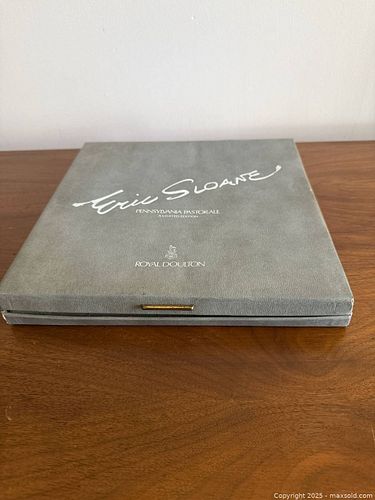 Eric SLOANE
PENNSYLVANIA PASTORALE
A LIMITED EDITION
ROYAL DOULTON
Copyright 2025 - maxsold.com